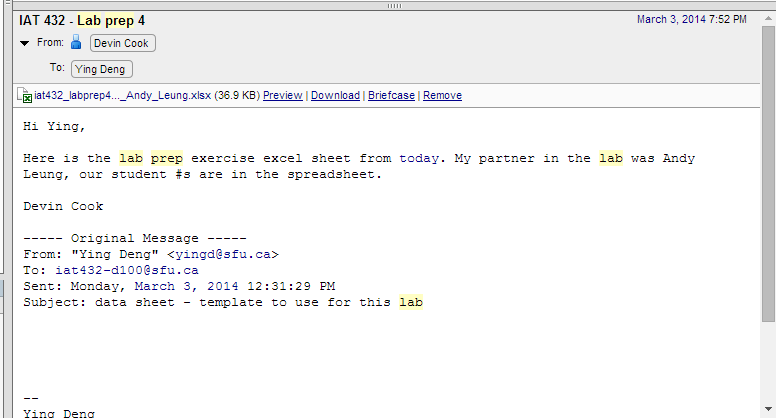 IAT 432 - Lab prep 4
March 3, 2014 7:52 PM
From: Devin Cook
To: Ying Deng
iat432_labprep4..._Andy_Leung.xlsx (36.9 KB) Preview | Download | Briefcase | Remove
Hi Ying,
Here is the lab prep exercise excel sheet from today. My partner in the lab was Andy
Leung, our student #s are in the spreadsheet.
Devin Cook
----- Original Message -----
From: "Ying Deng" <yingd@sfu.ca>
To: iat432-d100@sfu.ca
Sent: Monday, March 3, 2014 12:31:29 PM
Subject: data sheet - template to use for this lab
--
Ying Deng